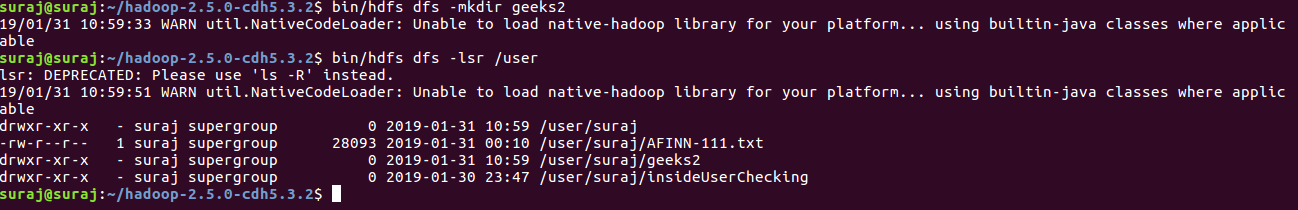 suraj@suraj:~/hadoop-2.5.0-cdh5.3.2$ bin/hdfs dfs -mkdir geeks2
19/01/31 10:59:33 WARN util.NativeCodeLoader: Unable to load native-hadoop library for your platform... using builtin-java classes where applic
able
suraj@suraj:~/hadoop-2.5.0-cdh5.3.2$ bin/hdfs dfs -lsr /user
lsr: DEPRECATED: Please use 'ls -R' instead.
19/01/31 10:59:51 WARN util.NativeCodeLoader: Unable to load native-hadoop library for your platform... using builtin-java classes where applic
able
drwxr-xr-x   - suraj supergroup          0 2019-01-31 10:59 /user/suraj
-rw-r--r--   1 suraj supergroup      28093 2019-01-31 00:10 /user/suraj/AFINN-111.txt
drwxr-xr-x   - suraj supergroup          0 2019-01-31 10:59 /user/suraj/geeks2
drwxr-xr-x   - suraj supergroup          0 2019-01-30 23:47 /user/suraj/insideUserChecking
suraj@suraj:~/hadoop-2.5.0-cdh5.3.2$